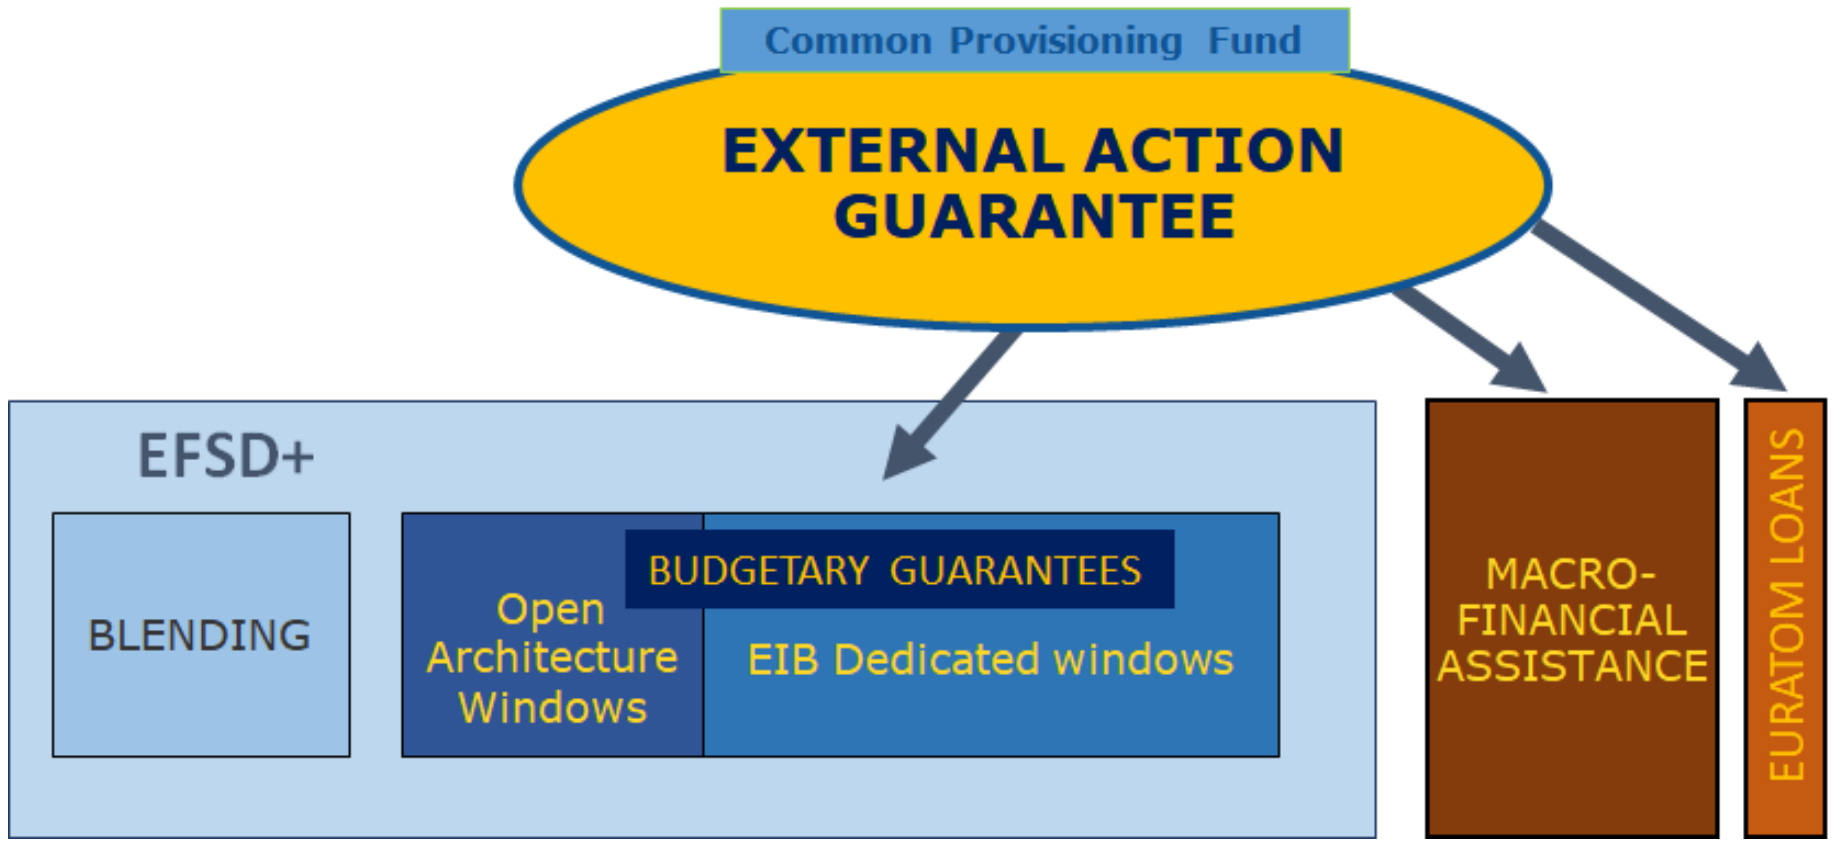 Common Provisioning Fund
EXTERNAL ACTION
GUARANTEE
EFSD+
BLENDING
BUDGETARY GUARANTEES
Open
Architecture
Windows
EIB Dedicated windows
MACRO-
FINANCIAL
ASSISTANCE
EURATOM LOANS